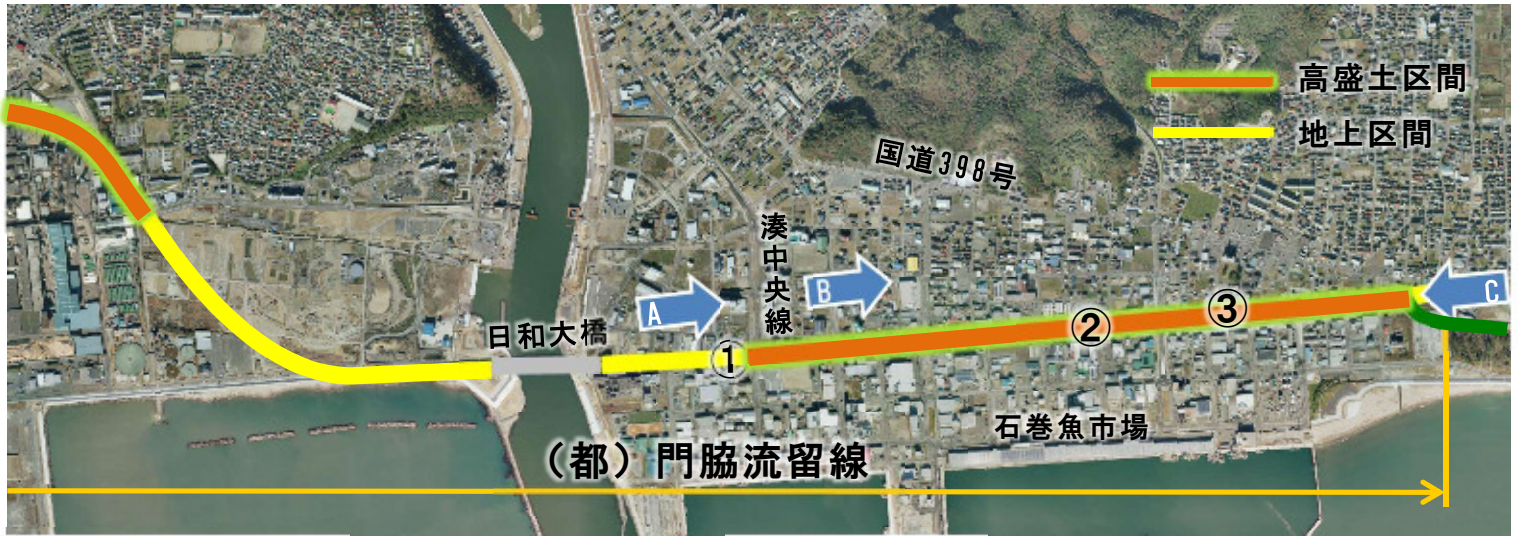 高盛土区間
地上区間
国道398号
湊中央線
A
B
C
日和大橋
①
②
③
石巻魚市場
（都）門脇流留線